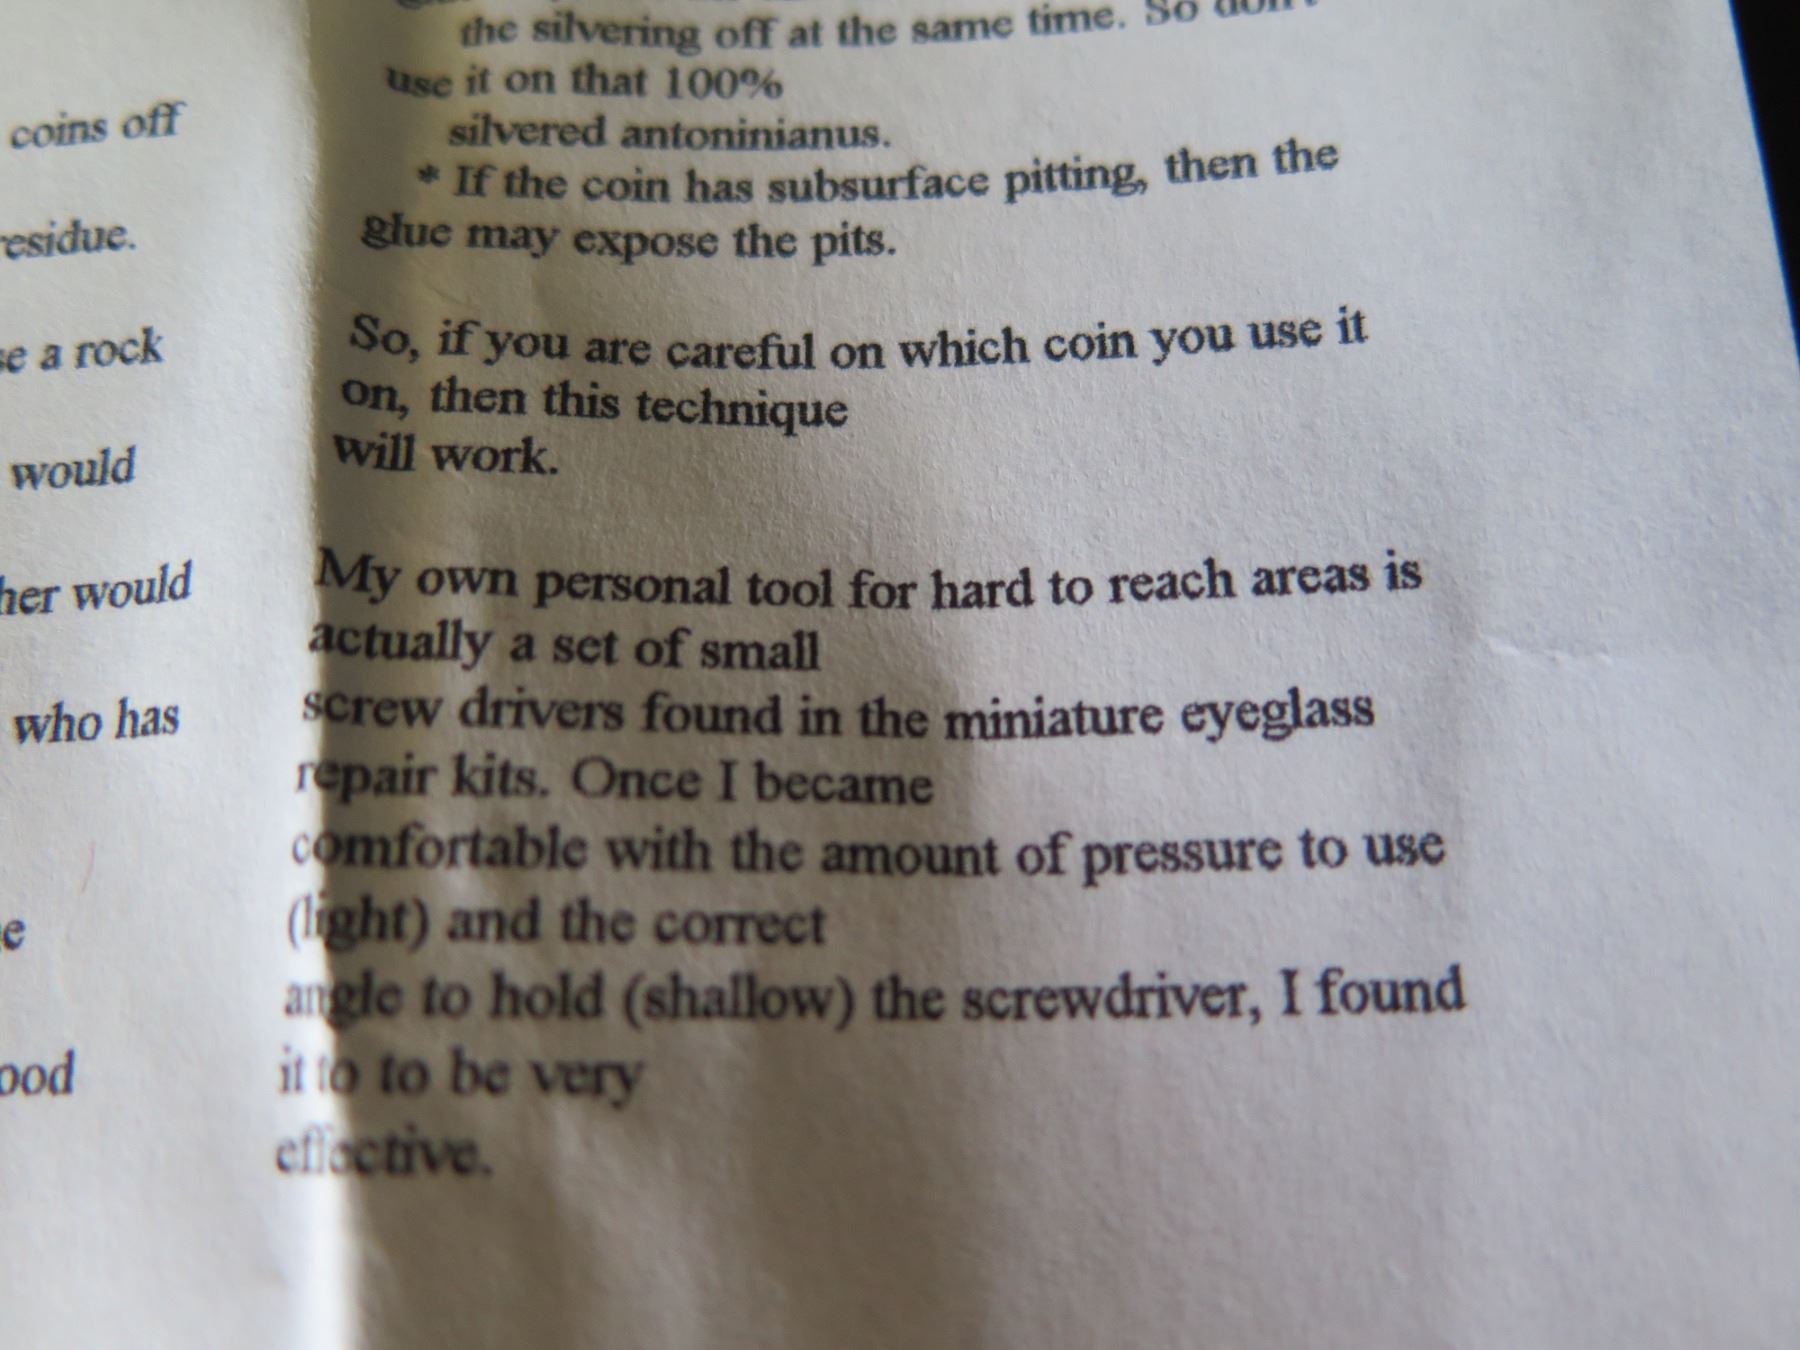 coins off
residue.
se a rock
would
her would
who has
the silvering off at the same time. So don't
use it on that 100%
silvered antoninianus.
* If the coin has subsurface pitting, then the
glue may expose the pits.
So, if you are careful on which coin you use it
on, then this technique
will work.
My own personal tool for hard to reach areas is
actually a set of small
screw drivers found in the miniature eyeglass
repair kits. Once I became
comfortable with the amount of pressure to use
(light) and the correct
angle to hold (shallow) the screwdriver, I found
it to to be very
effective.